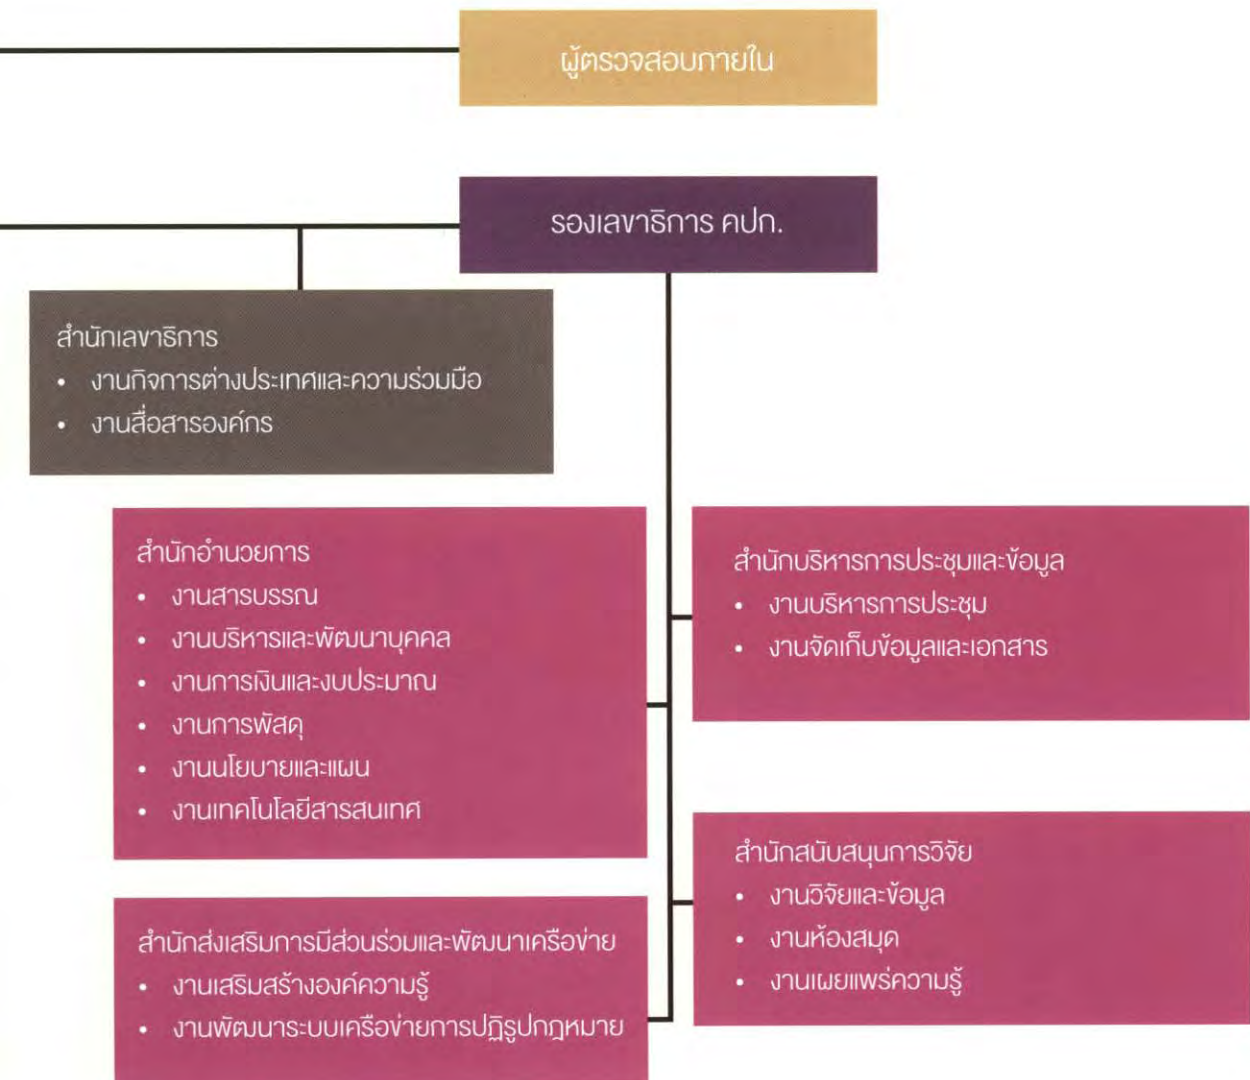 ผู้ตรวจสอบภายใน
รองเลขาธิการ คปก.
สำนักเลขาธิการ
• งานกิจการต่างประเทศและความร่วมมือ
• งานสื่อสารองค์กร
สำนักอำนวยการ
• งานสารบรรณ
• งานบริหารและพัฒนาบุคคล
• งานการเงินและงบประมาณ
• งานการพัสดุ
• งานนโยบายและแผน
• งานเทคโนโลยีสารสนเทศ
สำนักบริหารการประชุมและข้อมูล
• งานบริหารการประชุม
• งานจัดเก็บข้อมูลและเอกสาร
สำนักส่งเสริมการมีส่วนร่วมและพัฒนาเครือข่าย
• งานเสริมสร้างองค์ความรู้
• งานพัฒนาระบบเครือข่ายการปฏิรูปกฎหมาย
สำนักสนับสนุนการวิจัย
• งานวิจัยและข้อมูล
• งานห้องสมุด
• งานเผยแพร่ความรู้